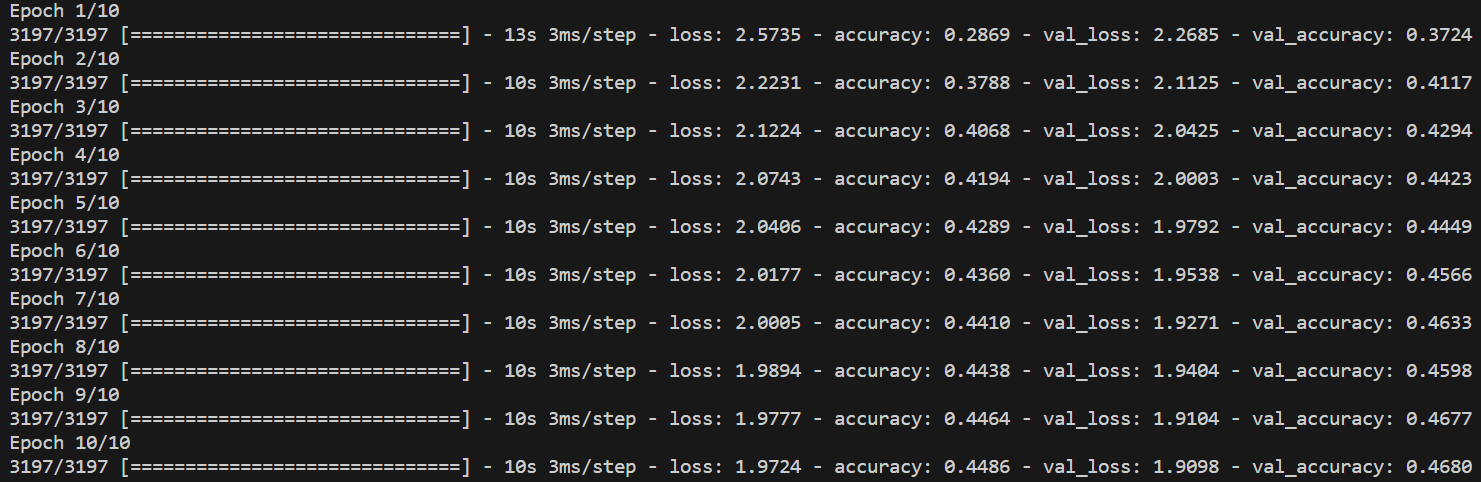 Epoch 1/10
3197/3197 [==============================] - 13s 3ms/step - loss: 2.5735 - accuracy: 0.2869 - val_loss: 2.2685 - val_accuracy: 0.3724
Epoch 2/10
3197/3197 [==============================] - 10s 3ms/step - loss: 2.2231 - accuracy: 0.3788 - val_loss: 2.1125 - val_accuracy: 0.4117
Epoch 3/10
3197/3197 [==============================] - 10s 3ms/step - loss: 2.1224 - accuracy: 0.4068 - val_loss: 2.0425 - val_accuracy: 0.4294
Epoch 4/10
3197/3197 [==============================] - 10s 3ms/step - loss: 2.0743 - accuracy: 0.4194 - val_loss: 2.0003 - val_accuracy: 0.4423
Epoch 5/10
3197/3197 [==============================] - 10s 3ms/step - loss: 2.0406 - accuracy: 0.4289 - val_loss: 1.9792 - val_accuracy: 0.4449
Epoch 6/10
3197/3197 [==============================] - 10s 3ms/step - loss: 2.0177 - accuracy: 0.4360 - val_loss: 1.9538 - val_accuracy: 0.4566
Epoch 7/10
3197/3197 [==============================] - 10s 3ms/step - loss: 2.0005 - accuracy: 0.4410 - val_loss: 1.9271 - val_accuracy: 0.4633
Epoch 8/10
3197/3197 [==============================] - 10s 3ms/step - loss: 1.9894 - accuracy: 0.4438 - val_loss: 1.9404 - val_accuracy: 0.4598
Epoch 9/10
3197/3197 [==============================] - 10s 3ms/step - loss: 1.9777 - accuracy: 0.4464 - val_loss: 1.9104 - val_accuracy: 0.4677
Epoch 10/10
3197/3197 [==============================] - 10s 3ms/step - loss: 1.9724 - accuracy: 0.4486 - val_loss: 1.9098 - val_accuracy: 0.4680